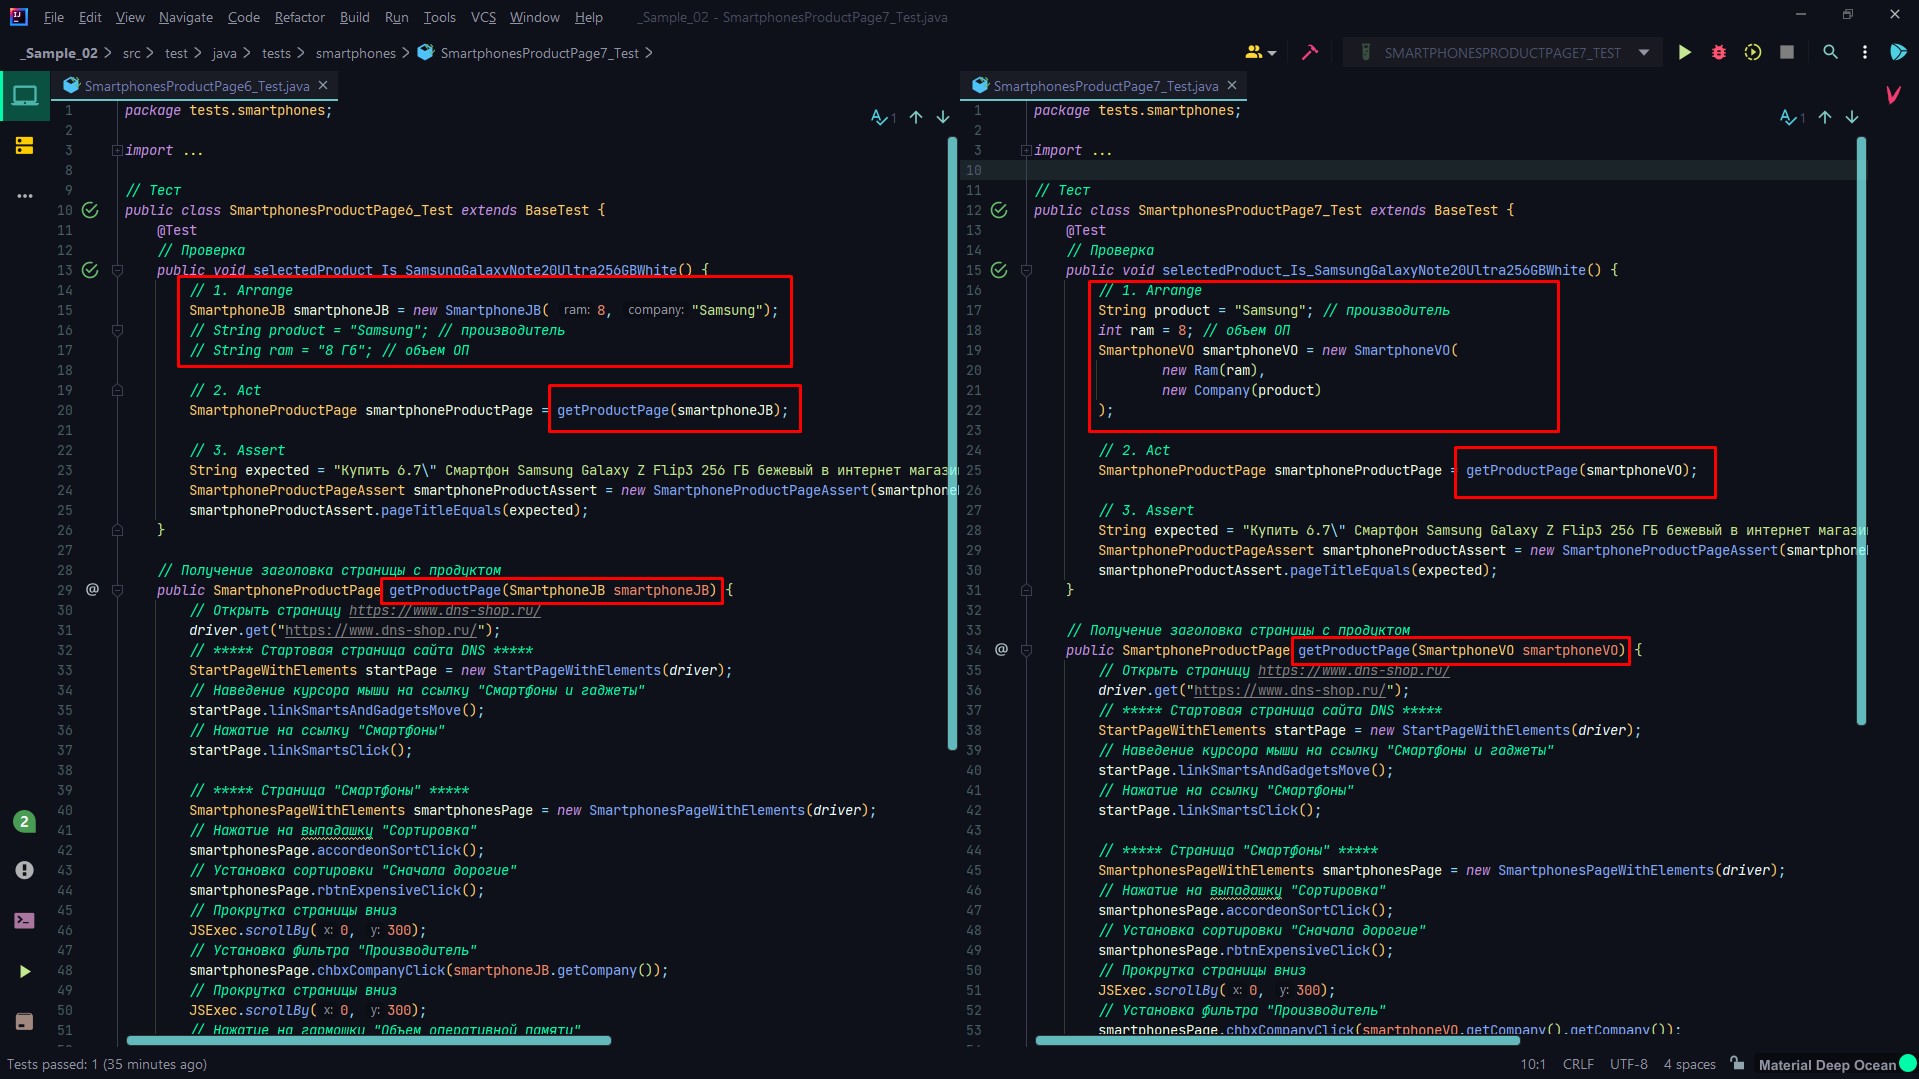 File Edit View Navigate Code Refactor Build Run Tools VCS Window Help _Sample_02 - SmartphonesProductPage7_Test.java
_Sample_02 > src > test > java > tests > smartphones > SmartphonesProductPage7_Test > SMARTPHONESPRODUCTPAGE7_TEST
SmartphonesProductPage6_Test.java
1 package tests.smartphones;
2
3 import ...
8
9 // Тест
10 public class SmartphonesProductPage6_Test extends BaseTest {
11 @Test
12 // Проверка
13 public void selectedProduct_Is_SamsungGalaxyNote20Ultra256GBWhite() {
14 // 1. Arrange
15 SmartphoneJB smartphoneJB = new SmartphoneJB( ram: 8, company: "Samsung");
16 // String product = "Samsung"; // производитель
17 // String ram = "8 Гб"; // объем ОП
18
19 // 2. Act
20 SmartphoneProductPage smartphoneProductPage = getProductPage(smartphoneJB);
21
22 // 3. Assert
23 String expected = "Купить 6.7\" Смартфон Samsung Galaxy Z Flip3 256 ГБ бежевый в интернет магази
24 SmartphoneProductPageAssert smartphoneProductAssert = new SmartphoneProductPageAssert(smartphone
25 smartphoneProductAssert.pageTitleEquals(expected);
26 }
27
28 // Получение заголовка страницы с продуктом
29 @ public SmartphoneProductPage getProductPage(SmartphoneJB smartphoneJB) {
30 // Открыть страницу https://www.dns-shop.ru/
31 driver.get("https://www.dns-shop.ru/");
32 // ***** Стартовая страница сайта DNS *****
33 StartPageWithElements startPage = new StartPageWithElements(driver);
34 // Наведение курсора мыши на ссылку "Смартфоны и гаджеты"
35 startPage.linkSmartsAndGadgetsMove();
36 // Нажатие на ссылку "Смартфоны"
37 startPage.linkSmartsClick();
38
39 // ***** Страница "Смартфоны" *****
40 SmartphonesPageWithElements smartphonesPage = new SmartphonesPageWithElements(driver);
41 // Нажатие на выпадашку "Сортировка"
42 smartphonesPage.accordeonSortClick();
43 // Установка сортировки "Сначала дорогие"
44 smartphonesPage.rbtnExpensiveClick();
45 // Прокрутка страницы вниз
46 JSExec.scrollBy( x: 0, y: 300);
47 // Установка фильтра "Производитель"
48 smartphonesPage.chbxCompanyClick(smartphoneJB.getCompany());
49 // Прокрутка страницы вниз
50 JSExec.scrollBy( x: 0, y: 300);
51 // Нажатие на гармошку "Объем оперативной памяти"
1
2
SmartphonesProductPage7_Test.java
1 package tests.smartphones;
2
3 import ...
10
11 // Тест
12 public class SmartphonesProductPage7_Test extends BaseTest {
13 @Test
14 // Проверка
15 public void selectedProduct_Is_SamsungGalaxyNote20Ultra256GBWhite() {
16 // 1. Arrange
17 String product = "Samsung"; // производитель
18 int ram = 8; // объем ОП
19 SmartphoneVO smartphoneVO = new SmartphoneVO(
20 new Ram(ram),
21 new Company(product)
22 );
23
24 // 2. Act
25 SmartphoneProductPage smartphoneProductPage = getProductPage(smartphoneVO);
26
27 // 3. Assert
28 String expected = "Купить 6.7\" Смартфон Samsung Galaxy Z Flip3 256 ГБ бежевый в интернет магази
29 SmartphoneProductPageAssert smartphoneProductAssert = new SmartphoneProductPageAssert(smartphone
30 smartphoneProductAssert.pageTitleEquals(expected);
31 }
32
33 // Получение заголовка страницы с продуктом
34 @ public SmartphoneProductPage getProductPage(SmartphoneVO smartphoneVO) {
35 // Открыть страницу https://www.dns-shop.ru/
36 driver.get("https://www.dns-shop.ru/");
37 // ***** Стартовая страница сайта DNS *****
38 StartPageWithElements startPage = new StartPageWithElements(driver);
39 // Наведение курсора мыши на ссылку "Смартфоны и гаджеты"
40 startPage.linkSmartsAndGadgetsMove();
41 // Нажатие на ссылку "Смартфоны"
42 startPage.linkSmartsClick();
43
44 // ***** Страница "Смартфоны" *****
45 SmartphonesPageWithElements smartphonesPage = new SmartphonesPageWithElements(driver);
46 // Нажатие на выпадашку "Сортировка"
47 smartphonesPage.accordeonSortClick();
48 // Установка сортировки "Сначала дорогие"
49 smartphonesPage.rbtnExpensiveClick();
50 // Прокрутка страницы вниз
51 JSExec.scrollBy( x: 0, y: 300);
52 // Установка фильтра "Производитель"
53 smartphonesPage.chbxCompanyClick(smartphoneVO.getCompany().getCompany());
1
Tests passed: 1 (35 minutes ago) 10:1 CRLF UTF-8 4 spaces Material Deep Ocean